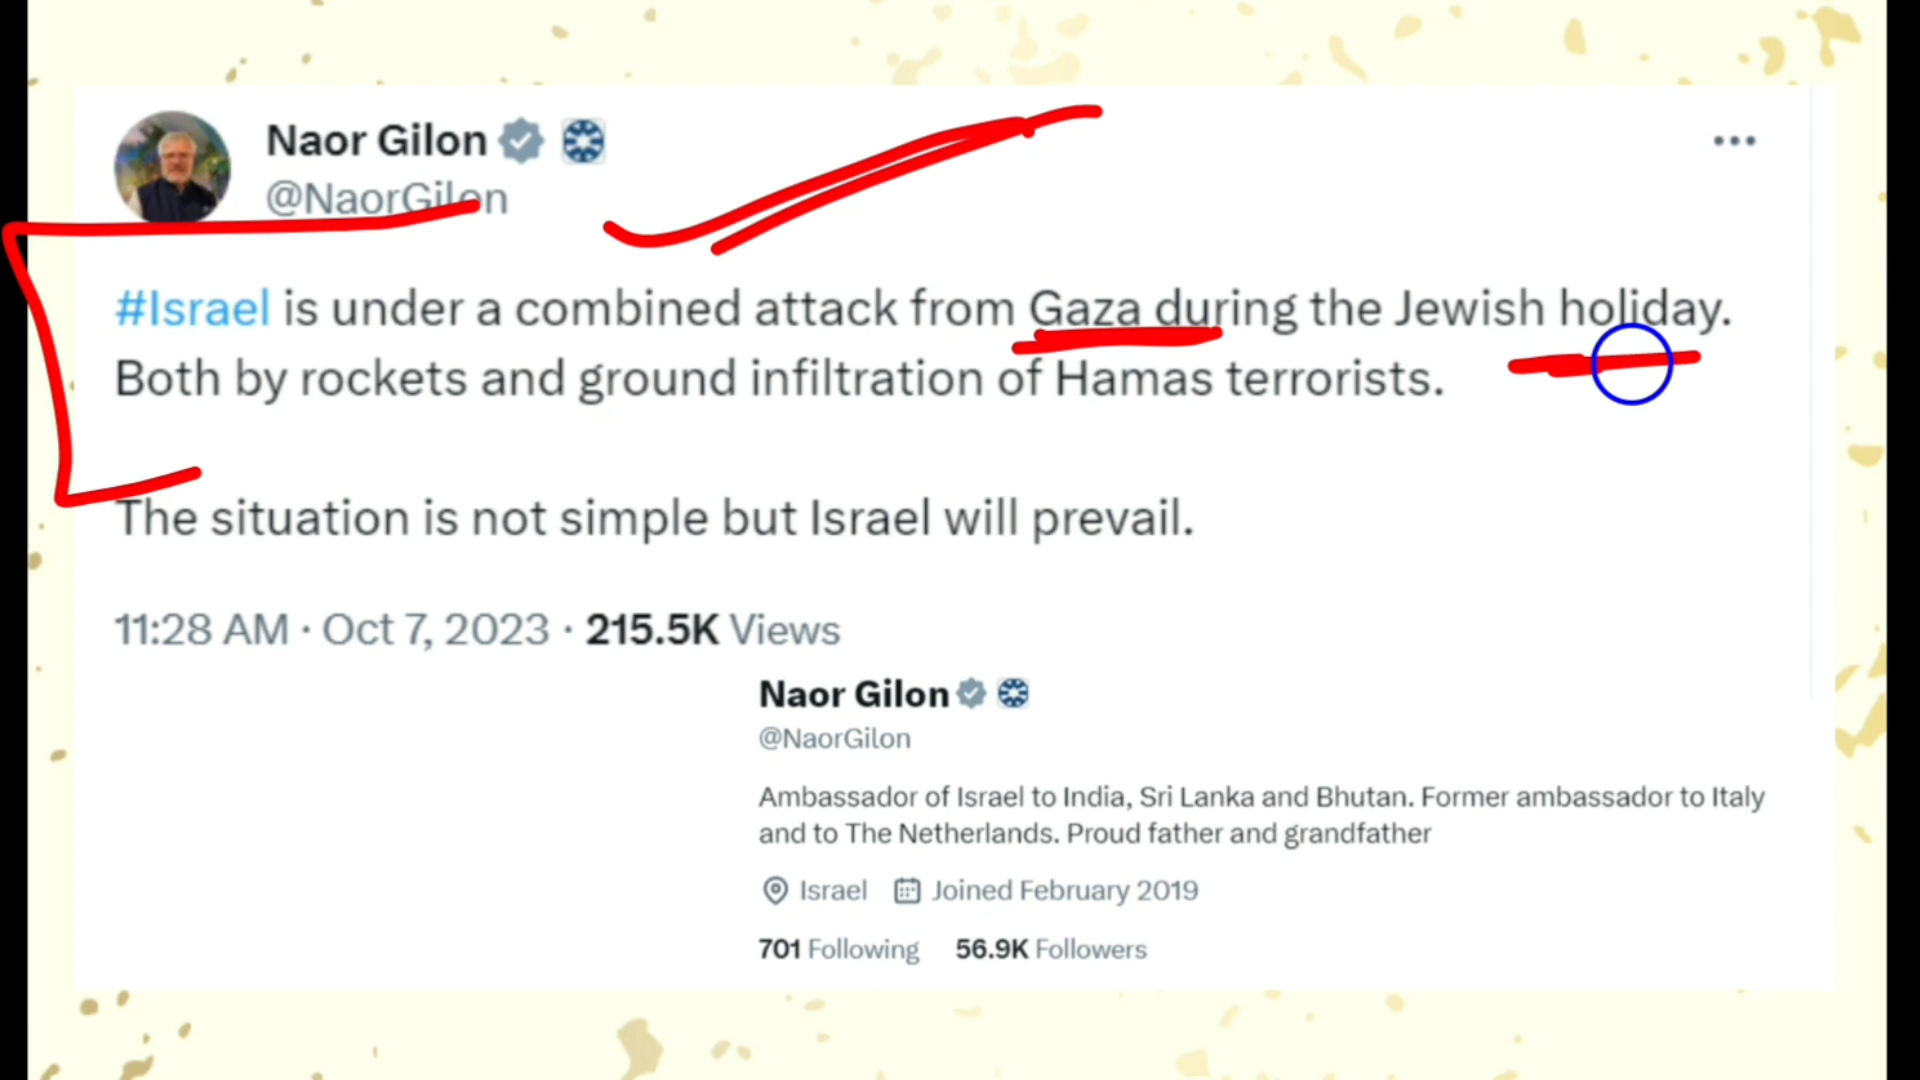 Naor Gilon
@NaorGilon
#Israel is under a combined attack from Gaza during the Jewish holiday.
Both by rockets and ground infiltration of Hamas terrorists.
The situation is not simple but Israel will prevail.
11:28 AM · Oct 7, 2023 · 215.5K Views
Naor Gilon
@NaorGilon
Ambassador of Israel to India, Sri Lanka and Bhutan. Former ambassador to Italy
and to The Netherlands. Proud father and grandfather
Israel Joined February 2019
701 Following 56.9K Followers